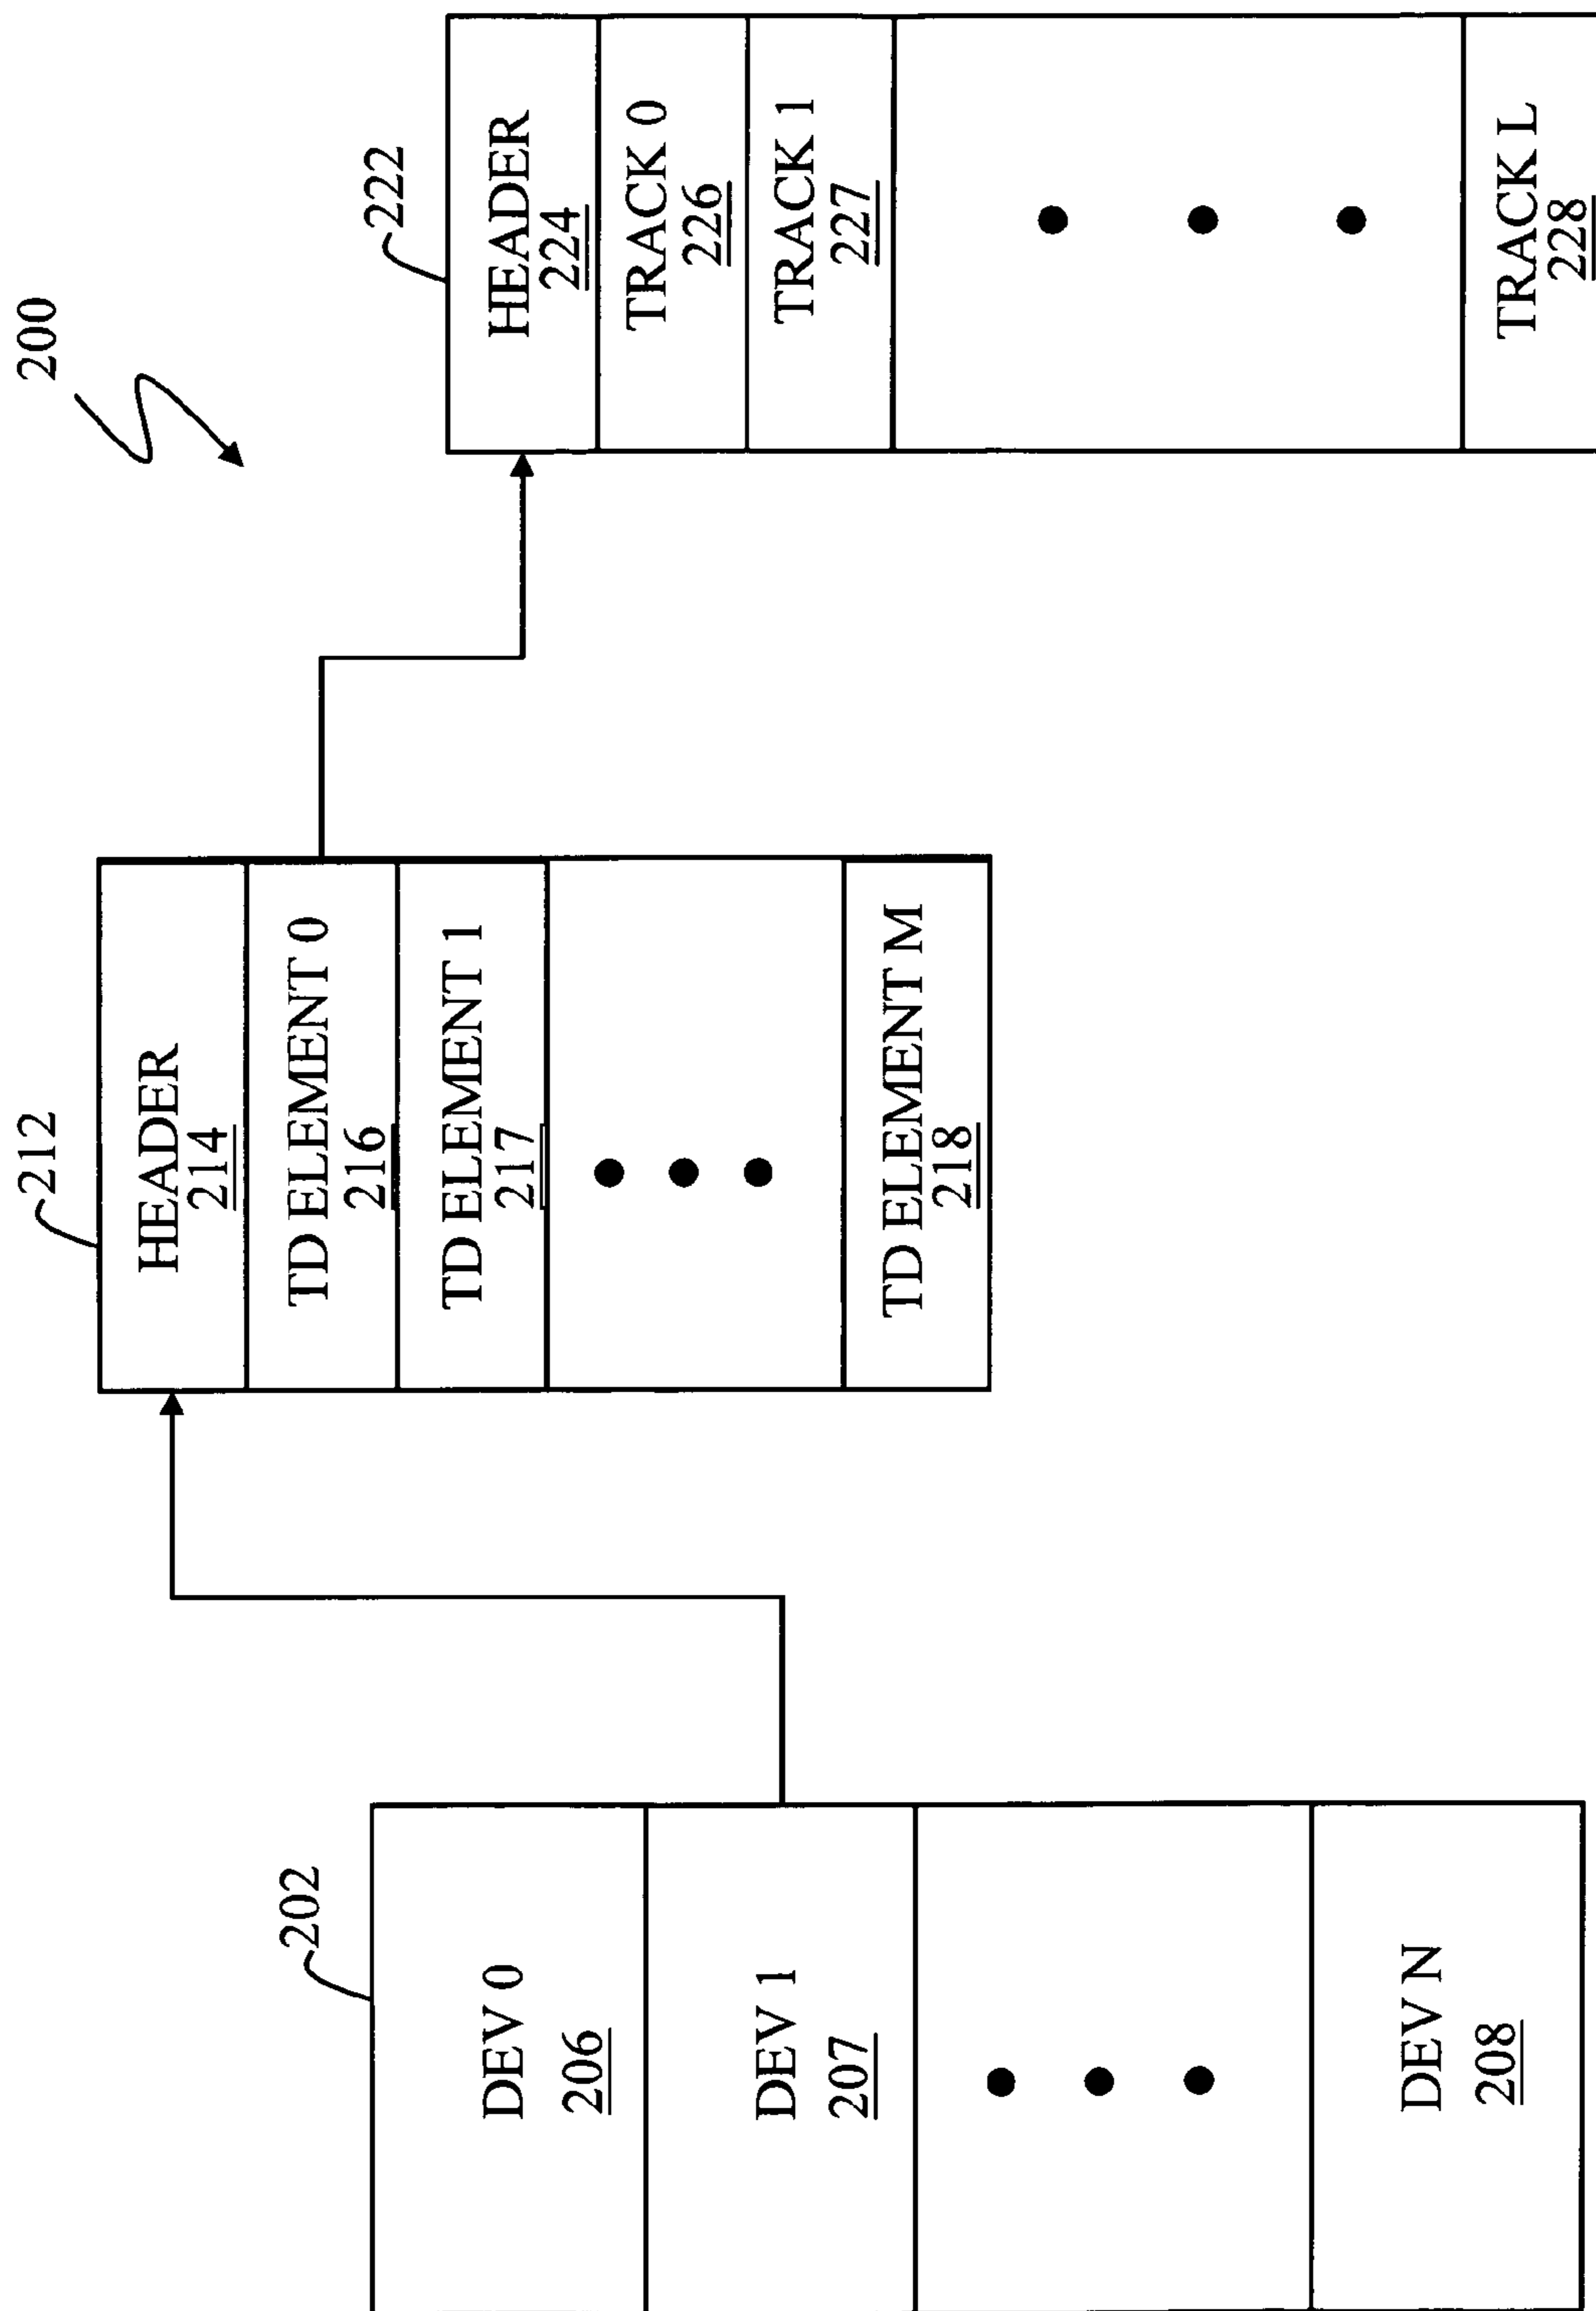 200
202
DEV 0
206
DEV 1
207
DEV N
208
212
HEADER
214
TD ELEMENT 0
216
TD ELEMENT 1
217
TD ELEMENT M
218
222
HEADER
224
TRACK 0
226
TRACK 1
227
TRACK L
228